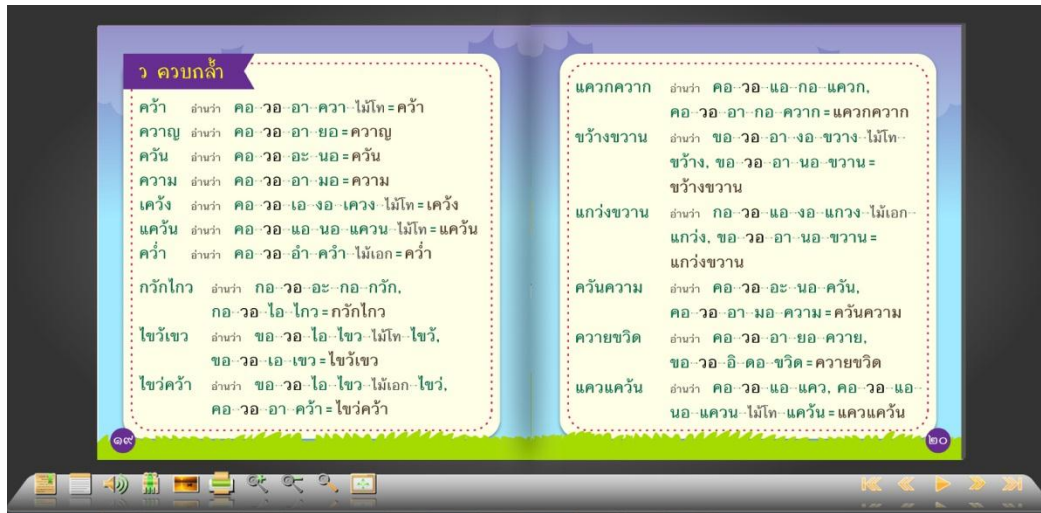 ว ควบกล้ำ
คว้า อ่านว่า คอ--วอ--อา--ควา--ไม้โท = คว้า
ควาญ อ่านว่า คอ--วอ--อา--ยอ = ควาญ
ควัน อ่านว่า คอ--วอ--อะ--นอ = ควัน
ความ อ่านว่า คอ--วอ--อา--มอ = ความ
เคว้ง อ่านว่า คอ--วอ--เอ--งอ--เควง--ไม้โท = เคว้ง
แคว้น อ่านว่า คอ--วอ--แอ--นอ--แควน--ไม้โท = แคว้น
คว่ำ อ่านว่า คอ--วอ--อำ--ควำ--ไม้เอก = คว่ำ
กวักไกว อ่านว่า กอ--วอ--อะ--กอ--กวัก,
กอ--วอ--ไอ--ไกว = กวักไกว
ไขว้เขว อ่านว่า ขอ--วอ--ไอ--ไขว--ไม้โท--ไขว้,
ขอ--วอ--เอ--เขว = ไขว้เขว
ไขว่คว้า อ่านว่า ขอ--วอ--ไอ--ไขว--ไม้เอก--ไขว่,
คอ--วอ--อา--คว้า = ไขว่คว้า
๑๙
แควกควาก อ่านว่า คอ--วอ--แอ--กอ--แควก,
คอ--วอ--อา--กอ--ควาก = แควกควาก
ขว้างขวาน อ่านว่า ขอ--วอ--อา--งอ--ขวาง--ไม้โท--
ขว้าง, ขอ--วอ--อา--นอ--ขวาน =
ขว้างขวาน
แกว่งขวาน อ่านว่า กอ--วอ--แอ--งอ--แกวง--ไม้เอก--
แกว่ง, ขอ--วอ--อา--นอ--ขวาน =
แกว่งขวาน
ควันความ อ่านว่า คอ--วอ--อะ--นอ--ควัน,
คอ--วอ--อา--มอ--ความ = ควันความ
ควายขวิด อ่านว่า คอ--วอ--อา--ยอ--ควาย,
ขอ--วอ--อิ--ดอ--ขวิด = ควายขวิด
แควแคว้น อ่านว่า คอ--วอ--แอ--แคว, คอ--วอ--แอ--
นอ--แควน--ไม้โท--แคว้น = แควแคว้น
๒๐